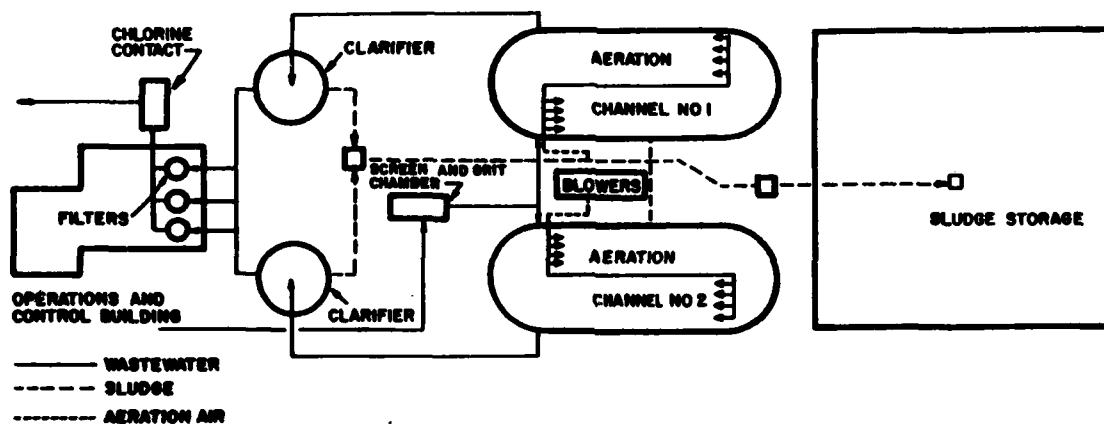 CHLORINE
CONTACT
CLARIFIER
AERATION
CHANNEL NO 1
SCREEN AND GRIT
CHAMBER
BLOWERS
FILTERS
SLUDGE STORAGE
AERATION
CHANNEL NO 2
OPERATIONS AND
CONTROL BUILDING
CLARIFIER
WASTEWATER
SLUDGE
AERATION AIR